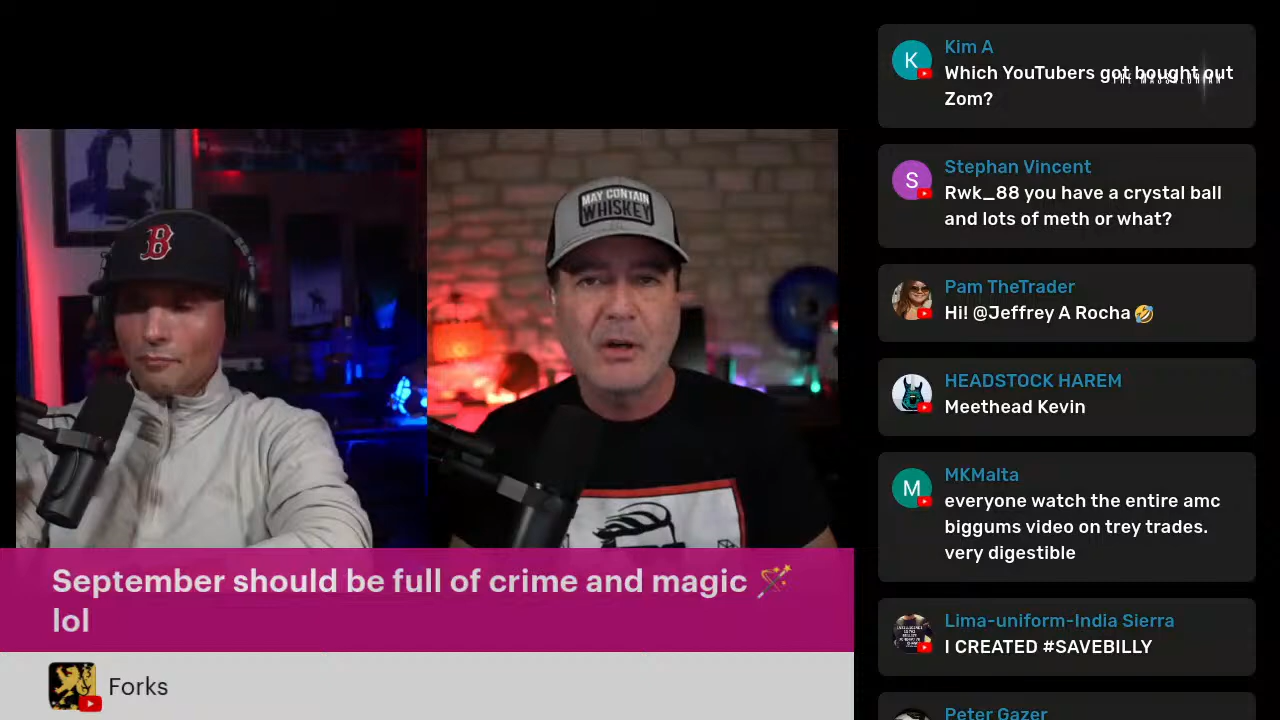 Kim A
Which YouTubers got bought out
Zom?
Stephan Vincent
Rwk_88 you have a crystal ball
and lots of meth or what?
Pam TheTrader
Hi! @Jeffrey A Rocha🤣
HEADSTOCK HAREM
Meethead Kevin
MKMalta
everyone watch the entire amc
biggums video on trey trades.
very digestible
Lima-uniform-India Sierra
I CREATED #SAVEBILLY
Peter Gazer
K
S
M
B
MAY CONTAIN
WHISKEY
September should be full of crime and magic 🪄
lol
Forks